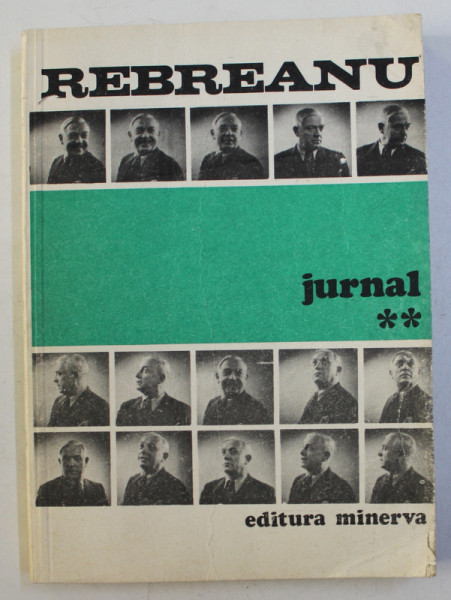 REBREANU
jurnal
**
editura minerva